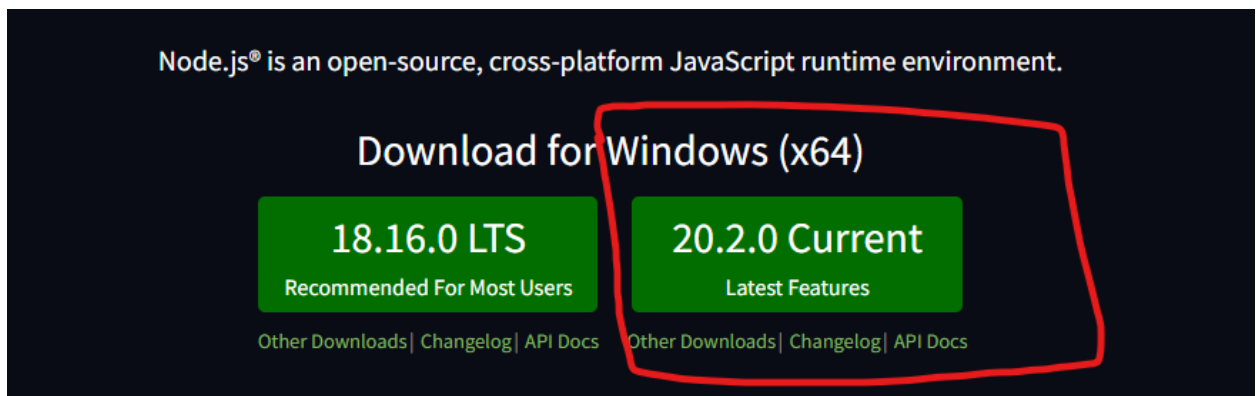 Node.js® is an open-source, cross-platform JavaScript runtime environment.
Download for Windows (x64)
18.16.0 LTS
Recommended For Most Users
Other Downloads| Changelog| API Docs
20.2.0 Current
Latest Features
Other Downloads| Changelog| API Docs